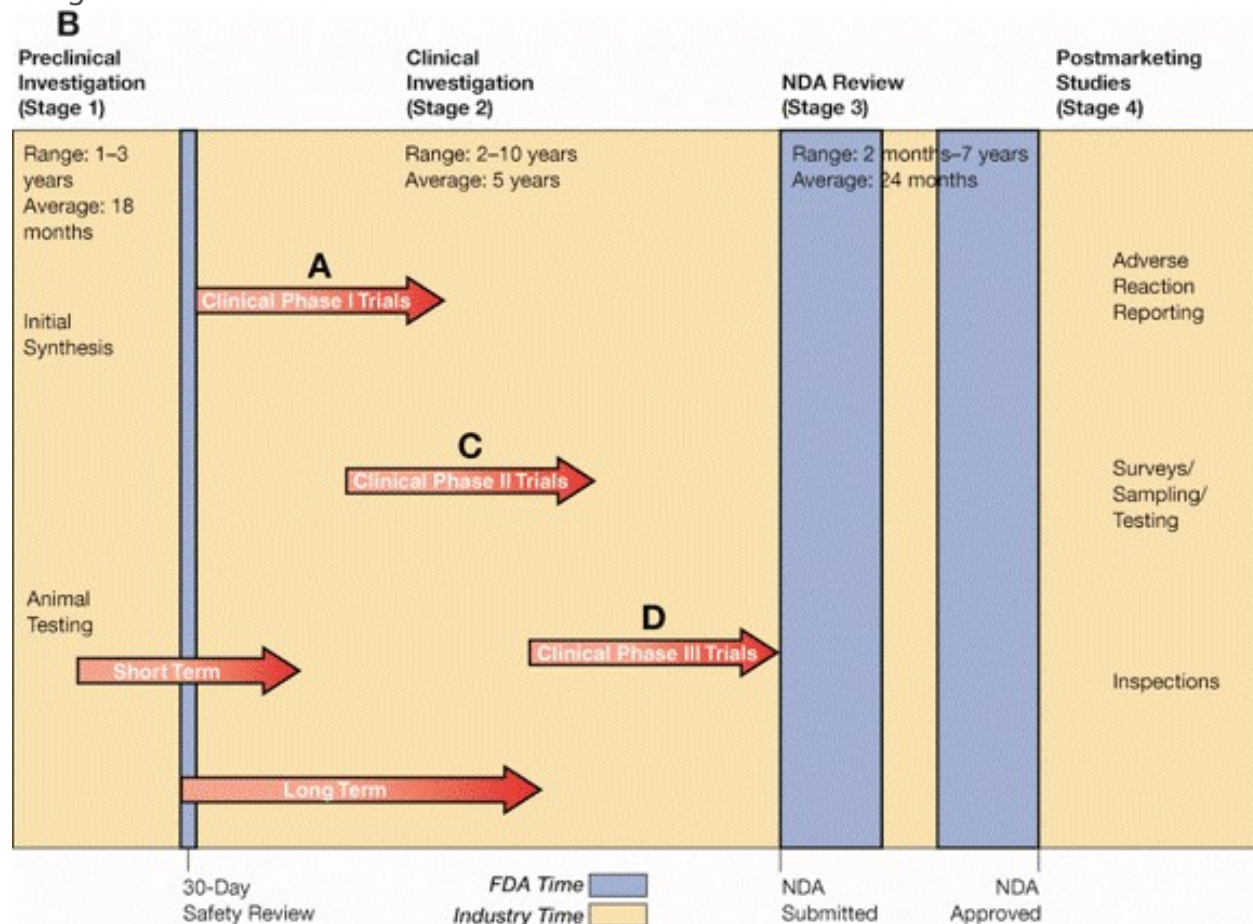 B
Preclinical
Investigation
(Stage 1)
Clinical
Investigation
(Stage 2)
NDA Review
(Stage 3)
Postmarketing
Studies
(Stage 4)
Range: 1–3
years
Average: 18
months
Range: 2–10 years
Average: 5 years
Range: 2 months–7 years
Average: 24 months
A
Clinical Phase I Trials
Initial
Synthesis
Adverse
Reaction
Reporting
C
Clinical Phase II Trials
Surveys/
Sampling/
Testing
Animal
Testing
Short Term
D
Clinical Phase III Trials
Inspections
Long Term
30-Day
Safety Review
FDA Time
Industry Time
NDA
Submitted
NDA
Approved